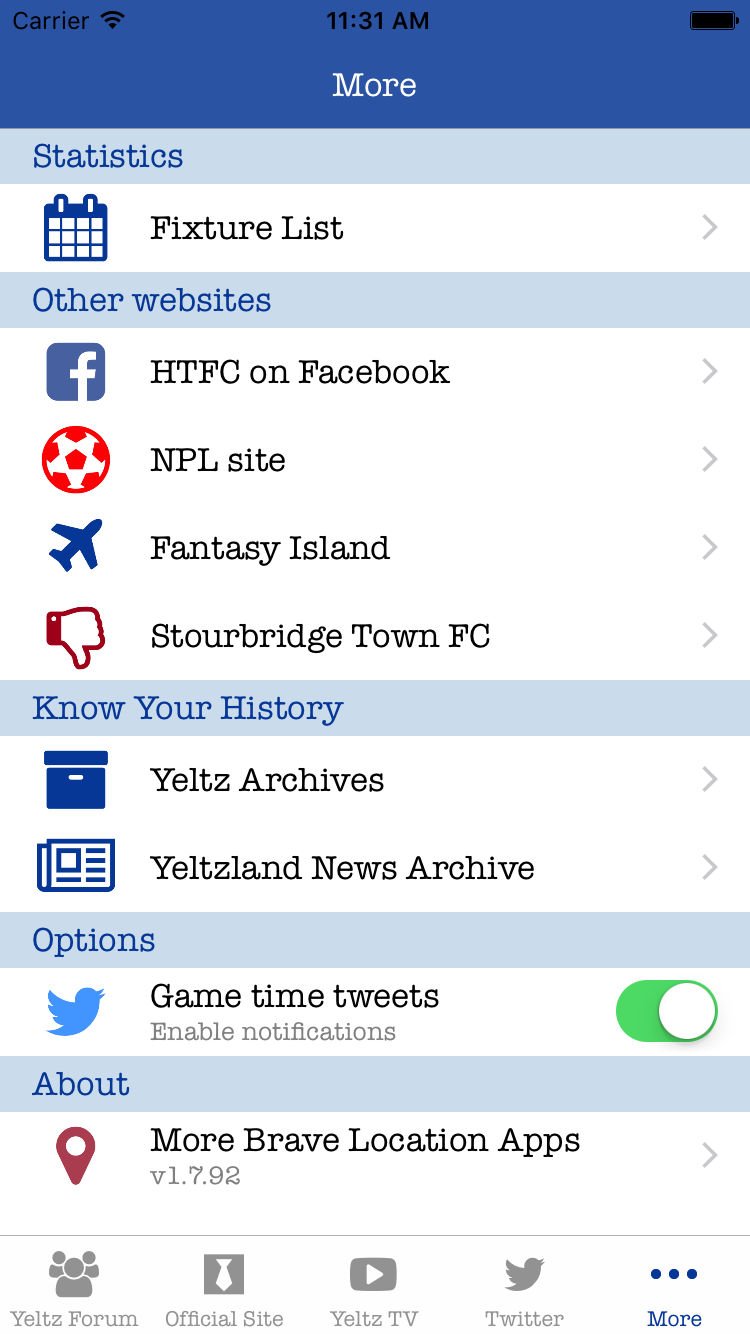 Carrier 11:31 AM
More
Statistics
Fixture List
Other websites
HTFC on Facebook
NPL site
Fantasy Island
Stourbridge Town FC
Know Your History
Yeltz Archives
Yeltzland News Archive
Options
Game time tweets
Enable notifications
About
More Brave Location Apps
v1.7.92
Yeltz Forum Official Site Yeltz TV Twitter More